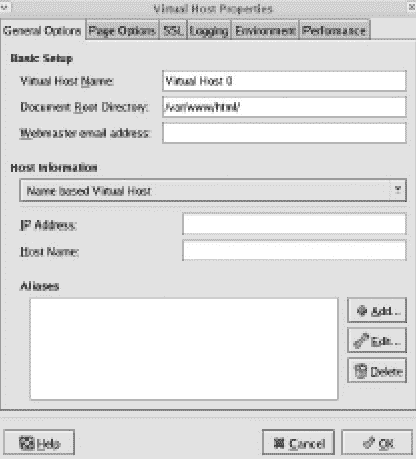 Virtual Host Properties
General Options Page Options SSL Logging Environment Performance
Basic Setup
Virtual Host Name: Virtual Host 0
Document Root Directory: /var/www/html/
Webmaster email address:
Host Information
Name based Virtual Host
IP Address:
Host Name:
Aliases
Add...
Edit...
Delete
Help Cancel OK